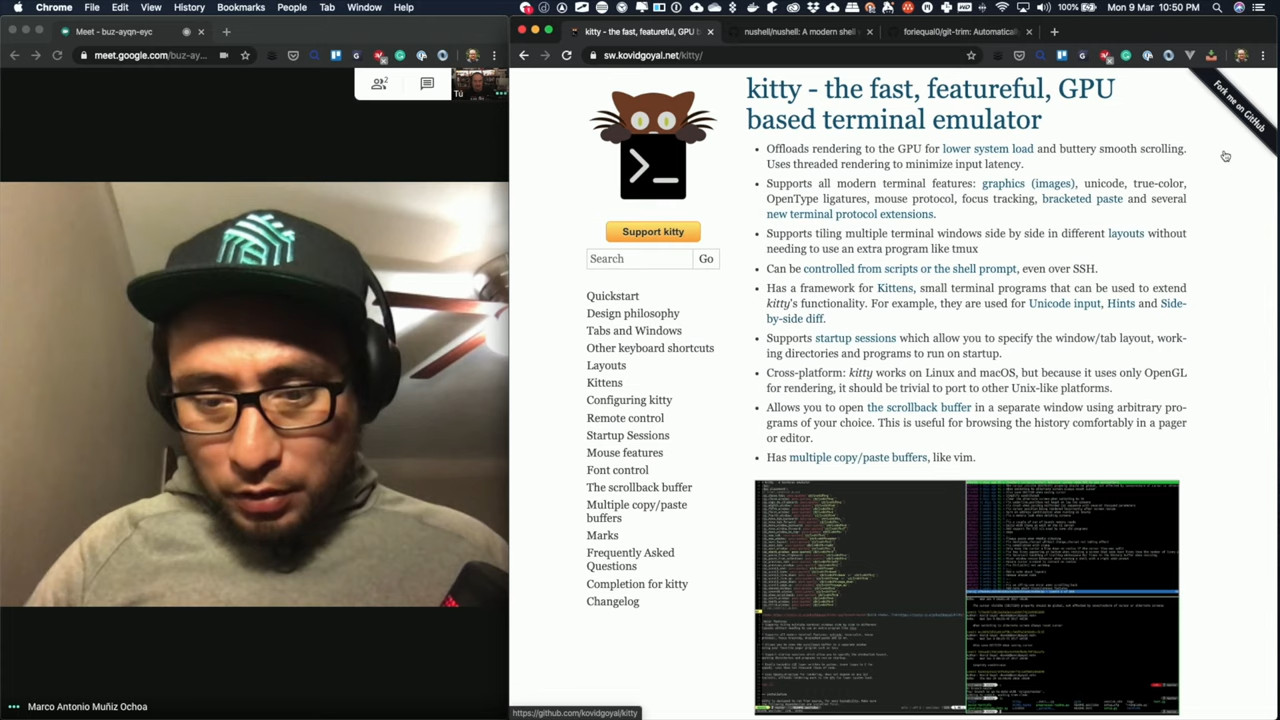 Chrome File Edit View History Bookmarks People Tab Window Help
Mon 9 Mar 10:50 PM
Meet - buz-ayqn-eyc
meet.google.com/buz-ay...
2
Tú
kitty - the fast, featureful, GPU b
nushell/nushell: A modern shell
foriequal0/git-trim: Automatical
sw.kovidgoyal.net/kitty/
Fork me on GitHub
Support kitty
Search
Go
Quickstart
Design philosophy
Tabs and Windows
Other keyboard shortcuts
Layouts
Kittens
Configuring kitty
Remote control
Startup Sessions
Mouse features
Font control
The scrollback buffer
Multiple copy/paste
buffers
Marks
Frequently Asked
Questions
Completion for kitty
Changelog
kitty - the fast, featureful, GPU
based terminal emulator
• Offloads rendering to the GPU for lower system load and buttery smooth scrolling.
Uses threaded rendering to minimize input latency.
• Supports all modern terminal features: graphics (images), unicode, true-color,
OpenType ligatures, mouse protocol, focus tracking, bracketed paste and several
new terminal protocol extensions.
• Supports tiling multiple terminal windows side by side in different layouts without
needing to use an extra program like tmux
• Can be controlled from scripts or the shell prompt, even over SSH.
• Has a framework for Kittens, small terminal programs that can be used to extend
kitty's functionality. For example, they are used for Unicode input, Hints and Side-
by-side diff.
• Supports startup sessions which allow you to specify the window/tab layout, work-
ing directories and programs to run on startup.
• Cross-platform: kitty works on Linux and macOS, but because it uses only OpenGL
for rendering, it should be trivial to port to other Unix-like platforms.
• Allows you to open the scrollback buffer in a separate window using arbitrary pro-
grams of your choice. This is useful for browsing the history comfortably in a pager
or editor.
• Has multiple copy/paste buffers, like vim.
https://github.com/kovidgoyal/kitty